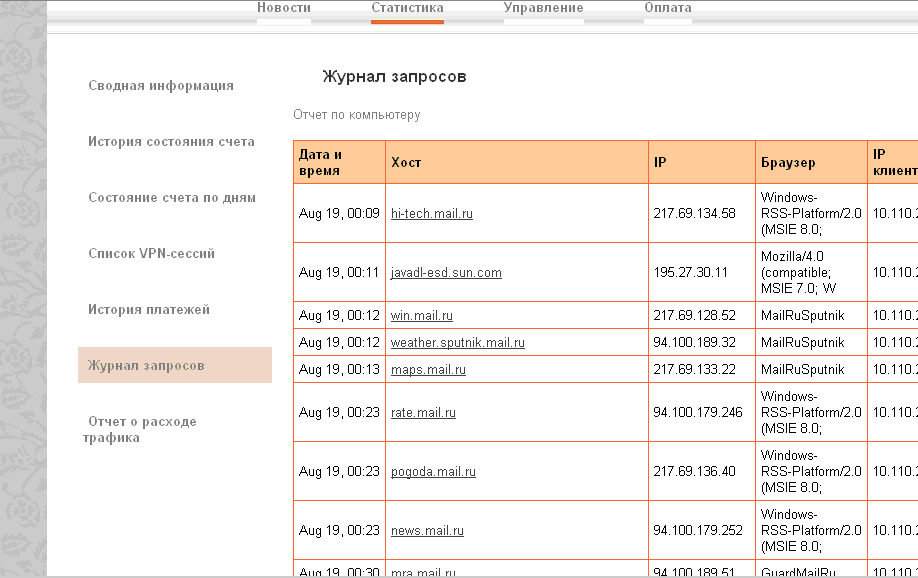 Новости Статистика Управление Оплата
Журнал запросов
Отчет по компьютеру
Сводная информация
История состояния счета
Состояние счета по дням
Список VPN-сессий
История платежей
Журнал запросов
Отчет о расходе
трафика
Дата и время Хост IP Браузер IP клиент
Aug 19, 00:09 hi-tech.mail.ru 217.69.134.58 Windows-RSS-Platform/2.0 (MSIE 8.0; 10.110.2
Aug 19, 00:11 javadl-esd.sun.com 195.27.30.11 Mozilla/4.0 (compatible; MSIE 7.0; W 10.110.2
Aug 19, 00:12 win.mail.ru 217.69.128.52 MailRuSputnik 10.110.2
Aug 19, 00:12 weather.sputnik.mail.ru 94.100.189.32 MailRuSputnik 10.110.2
Aug 19, 00:13 maps.mail.ru 217.69.133.22 MailRuSputnik 10.110.2
Aug 19, 00:23 rate.mail.ru 94.100.179.246 Windows-RSS-Platform/2.0 (MSIE 8.0; 10.110.2
Aug 19, 00:23 pogoda.mail.ru 217.69.136.40 Windows-RSS-Platform/2.0 (MSIE 8.0; 10.110.2
Aug 19, 00:23 news.mail.ru 94.100.179.252 Windows-RSS-Platform/2.0 (MSIE 8.0; 10.110.2
Aug 19, 00:30 mra.mail.ru 94.100.189.51 GuardMailRu 10.110.2